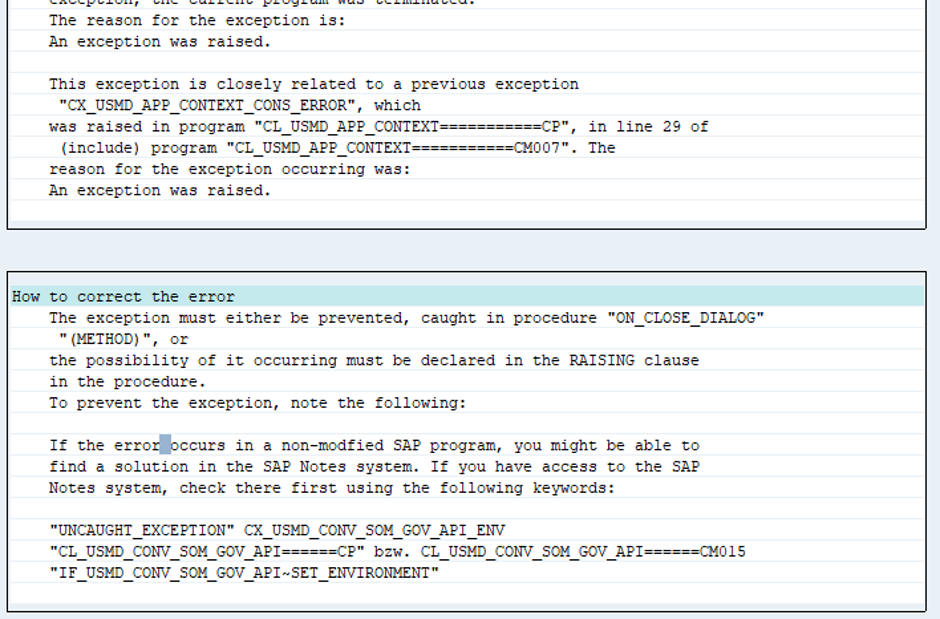 exception, the current program was terminated.
The reason for the exception is:
An exception was raised.
This exception is closely related to a previous exception
"CX_USMD_APP_CONTEXT_CONS_ERROR", which
was raised in program "CL_USMD_APP_CONTEXT===========CP", in line 29 of
(include) program "CL_USMD_APP_CONTEXT===========CM007". The
reason for the exception occurring was:
An exception was raised.
How to correct the error
The exception must either be prevented, caught in procedure "ON_CLOSE_DIALOG"
"(METHOD)", or
the possibility of it occurring must be declared in the RAISING clause
in the procedure.
To prevent the exception, note the following:
If the error occurs in a non-modfied SAP program, you might be able to
find a solution in the SAP Notes system. If you have access to the SAP
Notes system, check there first using the following keywords:
"UNCAUGHT_EXCEPTION" CX_USMD_CONV_SOM_GOV_API_ENV
"CL_USMD_CONV_SOM_GOV_API======CP" bzw. CL_USMD_CONV_SOM_GOV_API======CM015
"IF_USMD_CONV_SOM_GOV_API~SET_ENVIRONMENT"